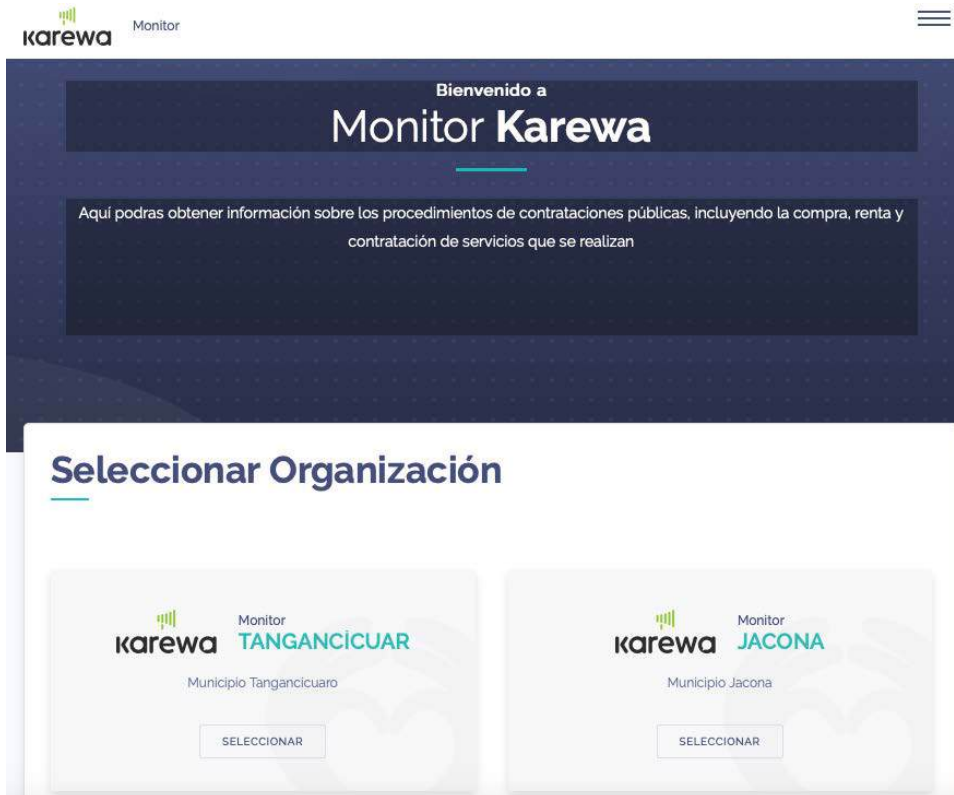 karewa Monitor
Bienvenido a
Monitor Karewa
Aquí podras obtener información sobre los procedimientos de contrataciones públicas, incluyendo la compra, renta y
contratación de servicios que se realizan
Seleccionar Organización
karewa Monitor
TANGANCÍCUAR
Municipio Tangancicuaro
SELECCIONAR
karewa Monitor
JACONA
Municipio Jacona
SELECCIONAR